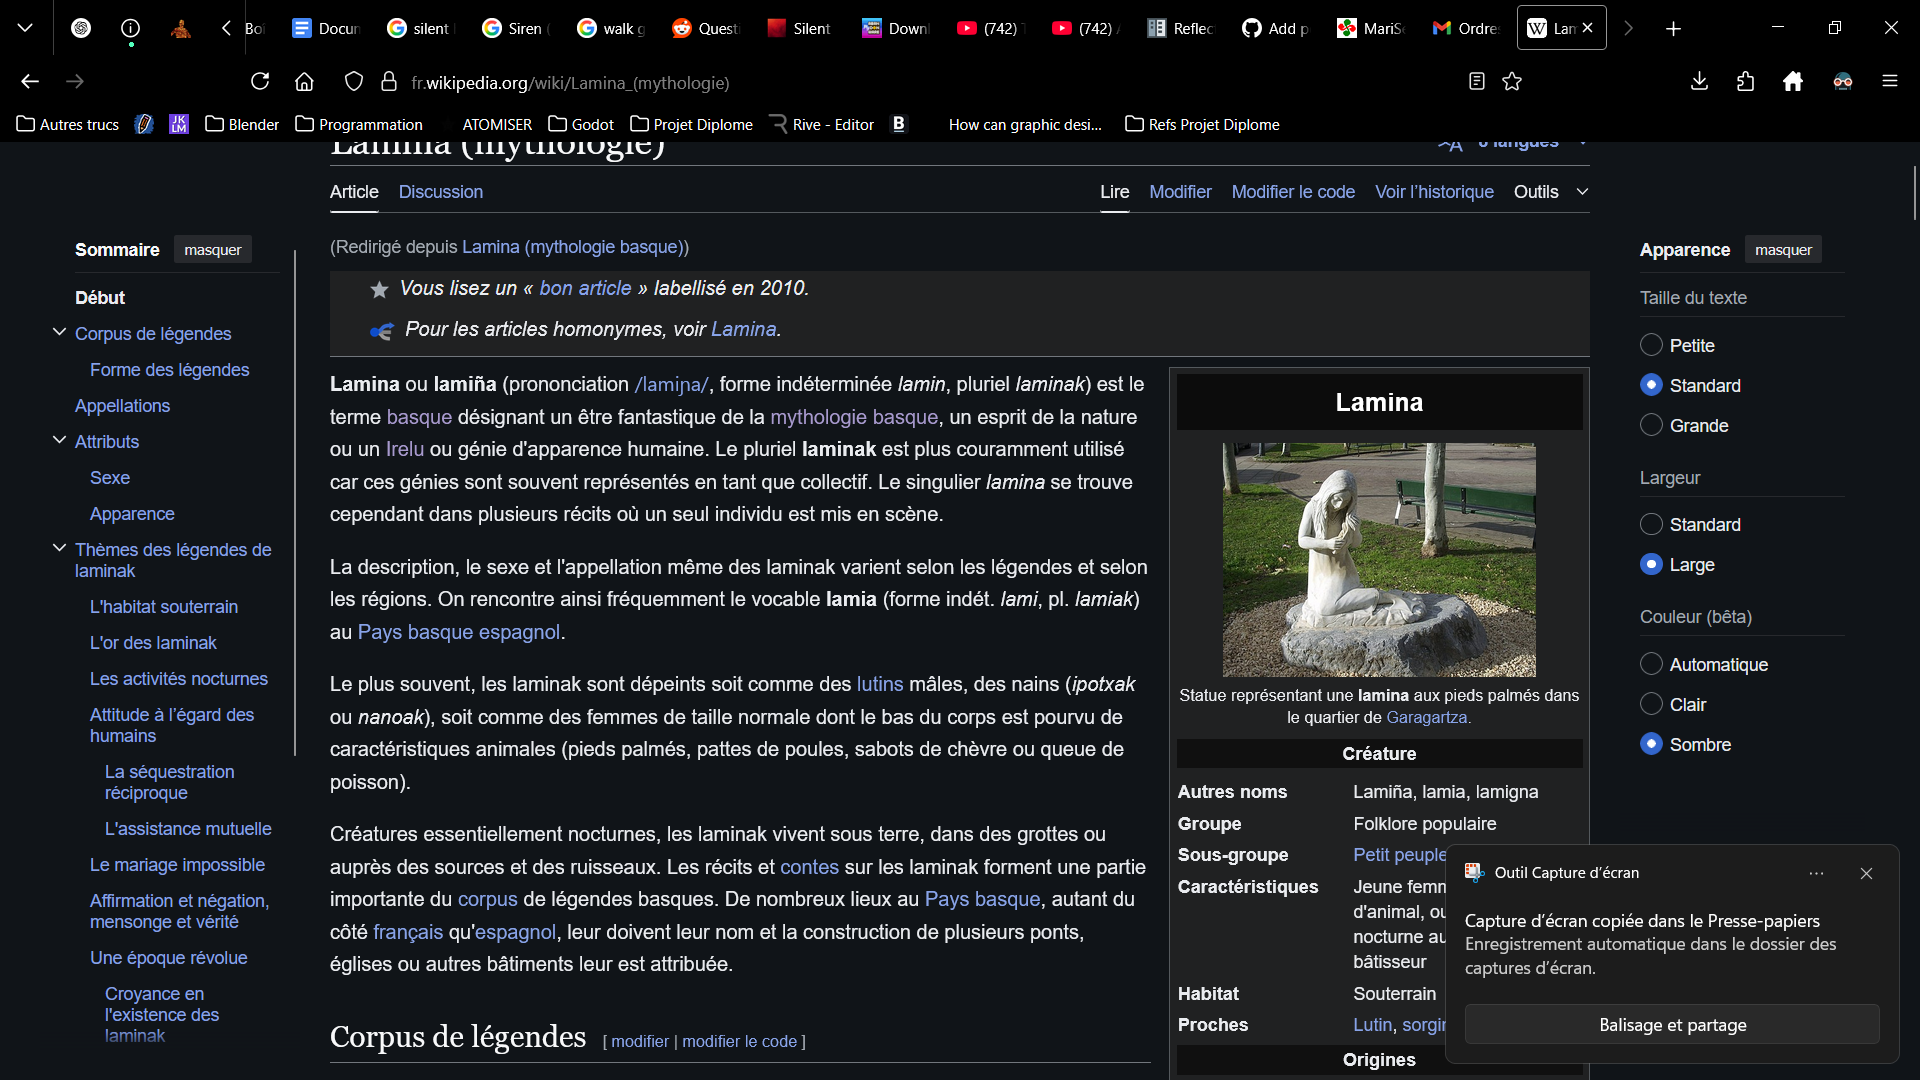 Docum
silent
Siren (
walk g
Questi
Silent
Downl
(742)
(742)
Reflec
Add p
MariS
Ordre
Lam
fr.wikipedia.org/wiki/Lamina_(mythologie)
Autres trucs
JK
LM
Blender
Programmation
ATOMISER
Godot
Projet Diplome
Rive - Editor
B
How can graphic desi...
Refs Projet Diplome
Lamina (mythologie)
Article
Discussion
Lire
Modifier
Modifier le code
Voir l'historique
Outils
Sommaire
masquer
Début
Corpus de légendes
Forme des légendes
Appellations
Attributs
Sexe
Apparence
Thèmes des légendes de
laminak
L'habitat souterrain
L'or des laminak
Les activités nocturnes
Attitude à l'égard des
humains
La séquestration
réciproque
L'assistance mutuelle
Le mariage impossible
Affirmation et négation,
mensonge et vérité
Une époque révolue
Croyance en
l'existence des
laminak
(Redirigé depuis Lamina (mythologie basque))
Vous lisez un « bon article » labellisé en 2010.
Pour les articles homonymes, voir Lamina.
Lamina ou lamiña (prononciation /lamiɲa/, forme indéterminée lamin, pluriel laminak) est le
terme basque désignant un être fantastique de la mythologie basque, un esprit de la nature
ou un Irelu ou génie d'apparence humaine. Le pluriel laminak est plus couramment utilisé
car ces génies sont souvent représentés en tant que collectif. Le singulier lamina se trouve
cependant dans plusieurs récits où un seul individu est mis en scène.
La description, le sexe et l'appellation même des laminak varient selon les légendes et selon
les régions. On rencontre ainsi fréquemment le vocable lamia (forme indét. lami, pl. lamiak)
au Pays basque espagnol.
Le plus souvent, les laminak sont dépeints soit comme des lutins mâles, des nains (ipotxak
ou nanoak), soit comme des femmes de taille normale dont le bas du corps est pourvu de
caractéristiques animales (pieds palmés, pattes de poules, sabots de chèvre ou queue de
poisson).
Créatures essentiellement nocturnes, les laminak vivent sous terre, dans des grottes ou
auprès des sources et des ruisseaux. Les récits et contes sur les laminak forment une partie
importante du corpus de légendes basques. De nombreux lieux au Pays basque, autant du
côté français qu'espagnol, leur doivent leur nom et la construction de plusieurs ponts,
églises ou autres bâtiments leur est attribuée.
Corpus de légendes [ modifier | modifier le code ]
Lamina
Statue représentant une lamina aux pieds palmés dans
le quartier de Garagartza.
Créature
Autres noms Lamiña, lamia, lamigna
Groupe Folklore populaire
Sous-groupe Petit peuple
Caractéristiques Jeune femm
d'animal, ou
nocturne au
bâtisseur
Habitat Souterrain
Proches Lutin, sorgin
Origines
Apparence
masquer
Taille du texte
Petite
Standard
Grande
Largeur
Standard
Large
Couleur (bêta)
Automatique
Clair
Sombre
Outil Capture d'écran
Capture d'écran copiée dans le Presse-papiers
Enregistrement automatique dans le dossier des
captures d'écran.
Balisage et partage